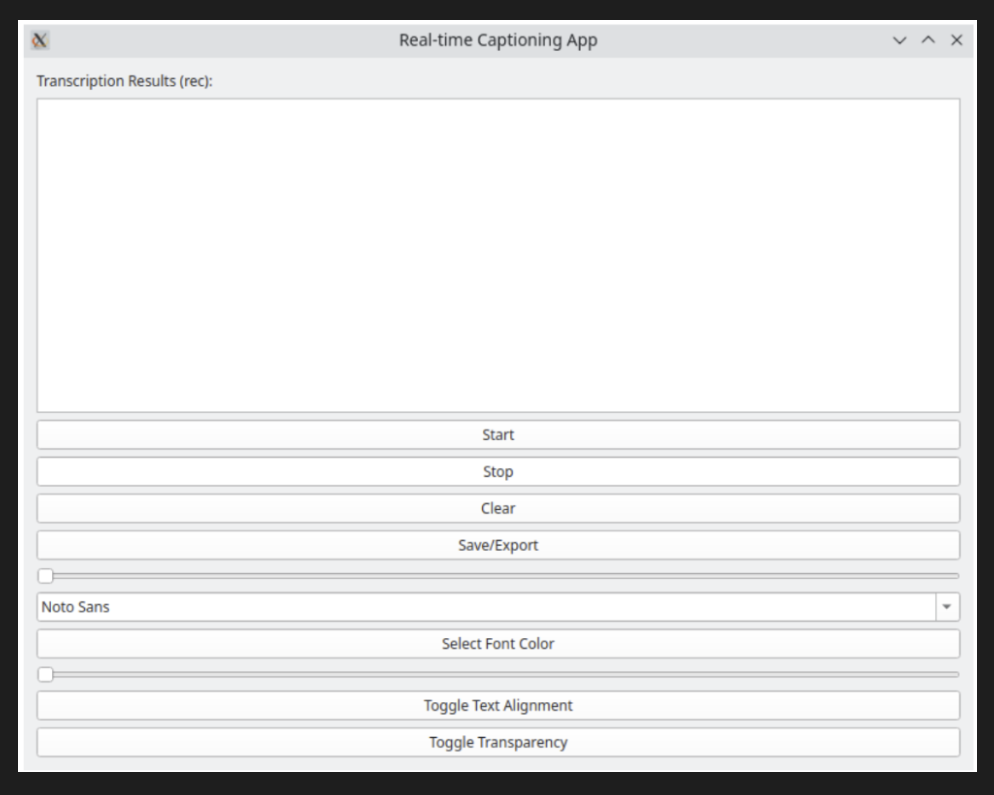 Real-time Captioning App
Transcription Results (rec):
Start
Stop
Clear
Save/Export
Noto Sans
Select Font Color
Toggle Text Alignment
Toggle Transparency